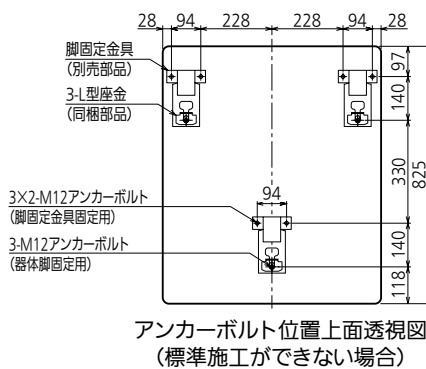 28 94 228 228 94 28
脚固定金具
(別売部品)
3-L型座金
(同梱部品)
97
140
330
825
3×2-M12アンカーボルト
(脚固定金具固定用)
94
3-M12アンカーボルト
(器体脚固定用)
140
118
アンカーボルト位置上面透視図
(標準施工ができない場合)